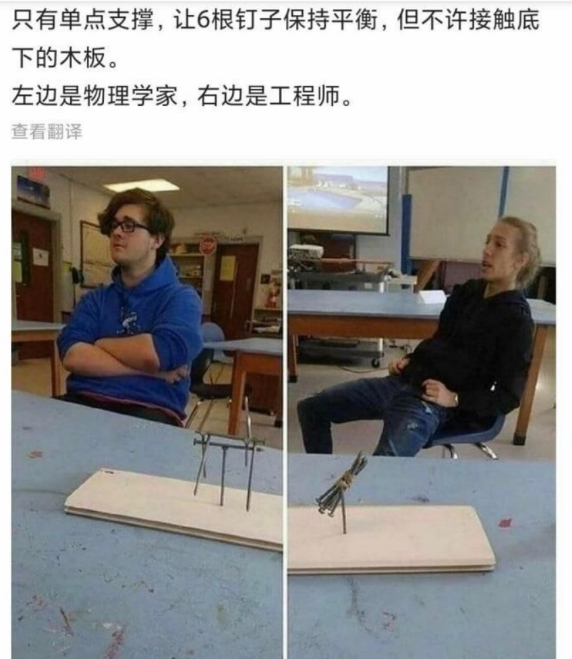 只有单点支撑，让6根钉子保持平衡，但不许接触底
下的木板。
左边是物理学家，右边是工程师。
查看翻译